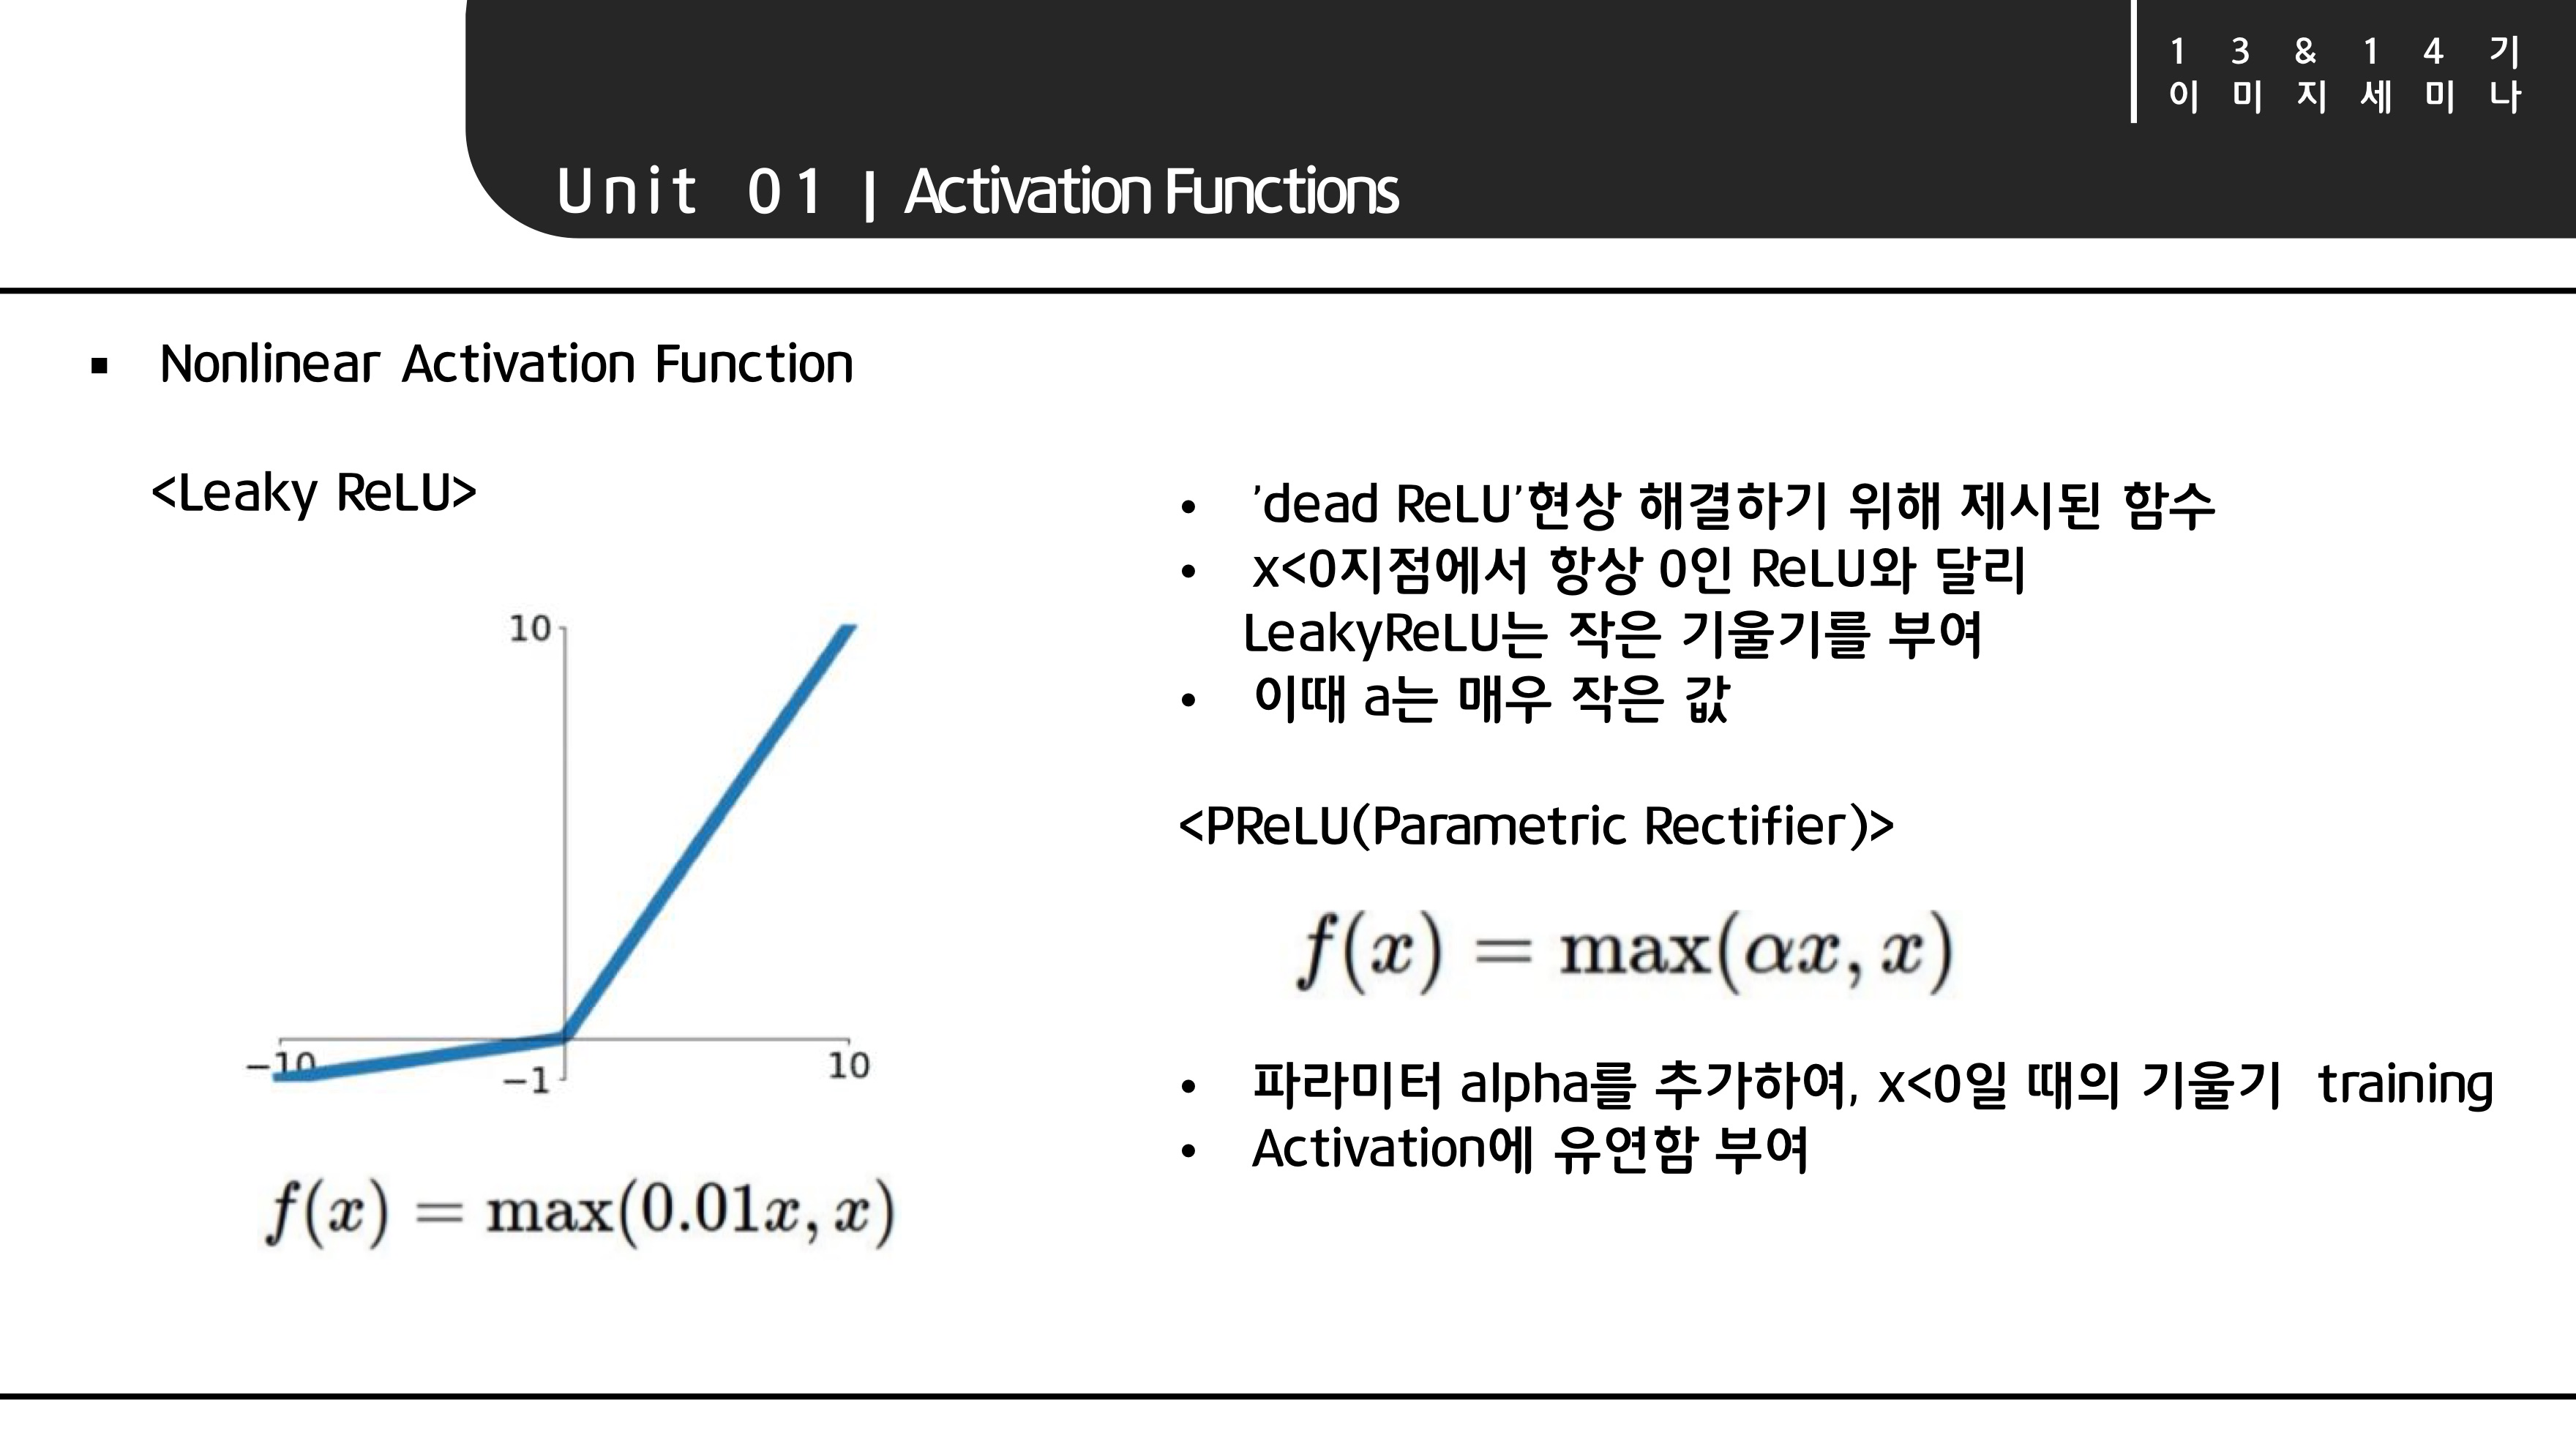 13&14기
이미지세미나
Unit 01 | Activation Functions
▪ Nonlinear Activation Function
<Leaky ReLU>
10
−10
−1
10
f(x) = max(0.01x, x)
• 'dead ReLU'현상 해결하기 위해 제시된 함수
• x<0지점에서 항상 0인 ReLU와 달리
LeakyReLU는 작은 기울기를 부여
• 이때 a는 매우 작은 값
<PReLU(Parametric Rectifier)>
f(x) = max(αx, x)
• 파라미터 alpha를 추가하여, x<0일 때의 기울기 training
• Activation에 유연함 부여